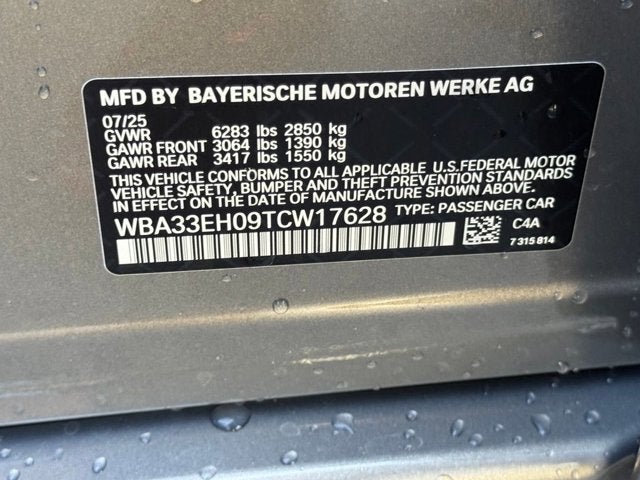 MFD BY BAYERISCHE MOTOREN WERKE AG
07/25
GVWR 6283 lbs 2850 kg
GAWR FRONT 3064 lbs 1390 kg
GAWR REAR 3417 lbs 1550 kg
THIS VEHICLE CONFORMS TO ALL APPLICABLE U.S.FEDERAL MOTOR
VEHICLE SAFETY, BUMPER AND THEFT PREVENTION
STANDARDS IN EFFECT ON THE DATE OF MANUFACTURE SHOWN ABOVE.
WBA33EH09TCW17628 TYPE: PASSENGER CAR
C4A
7 315 814